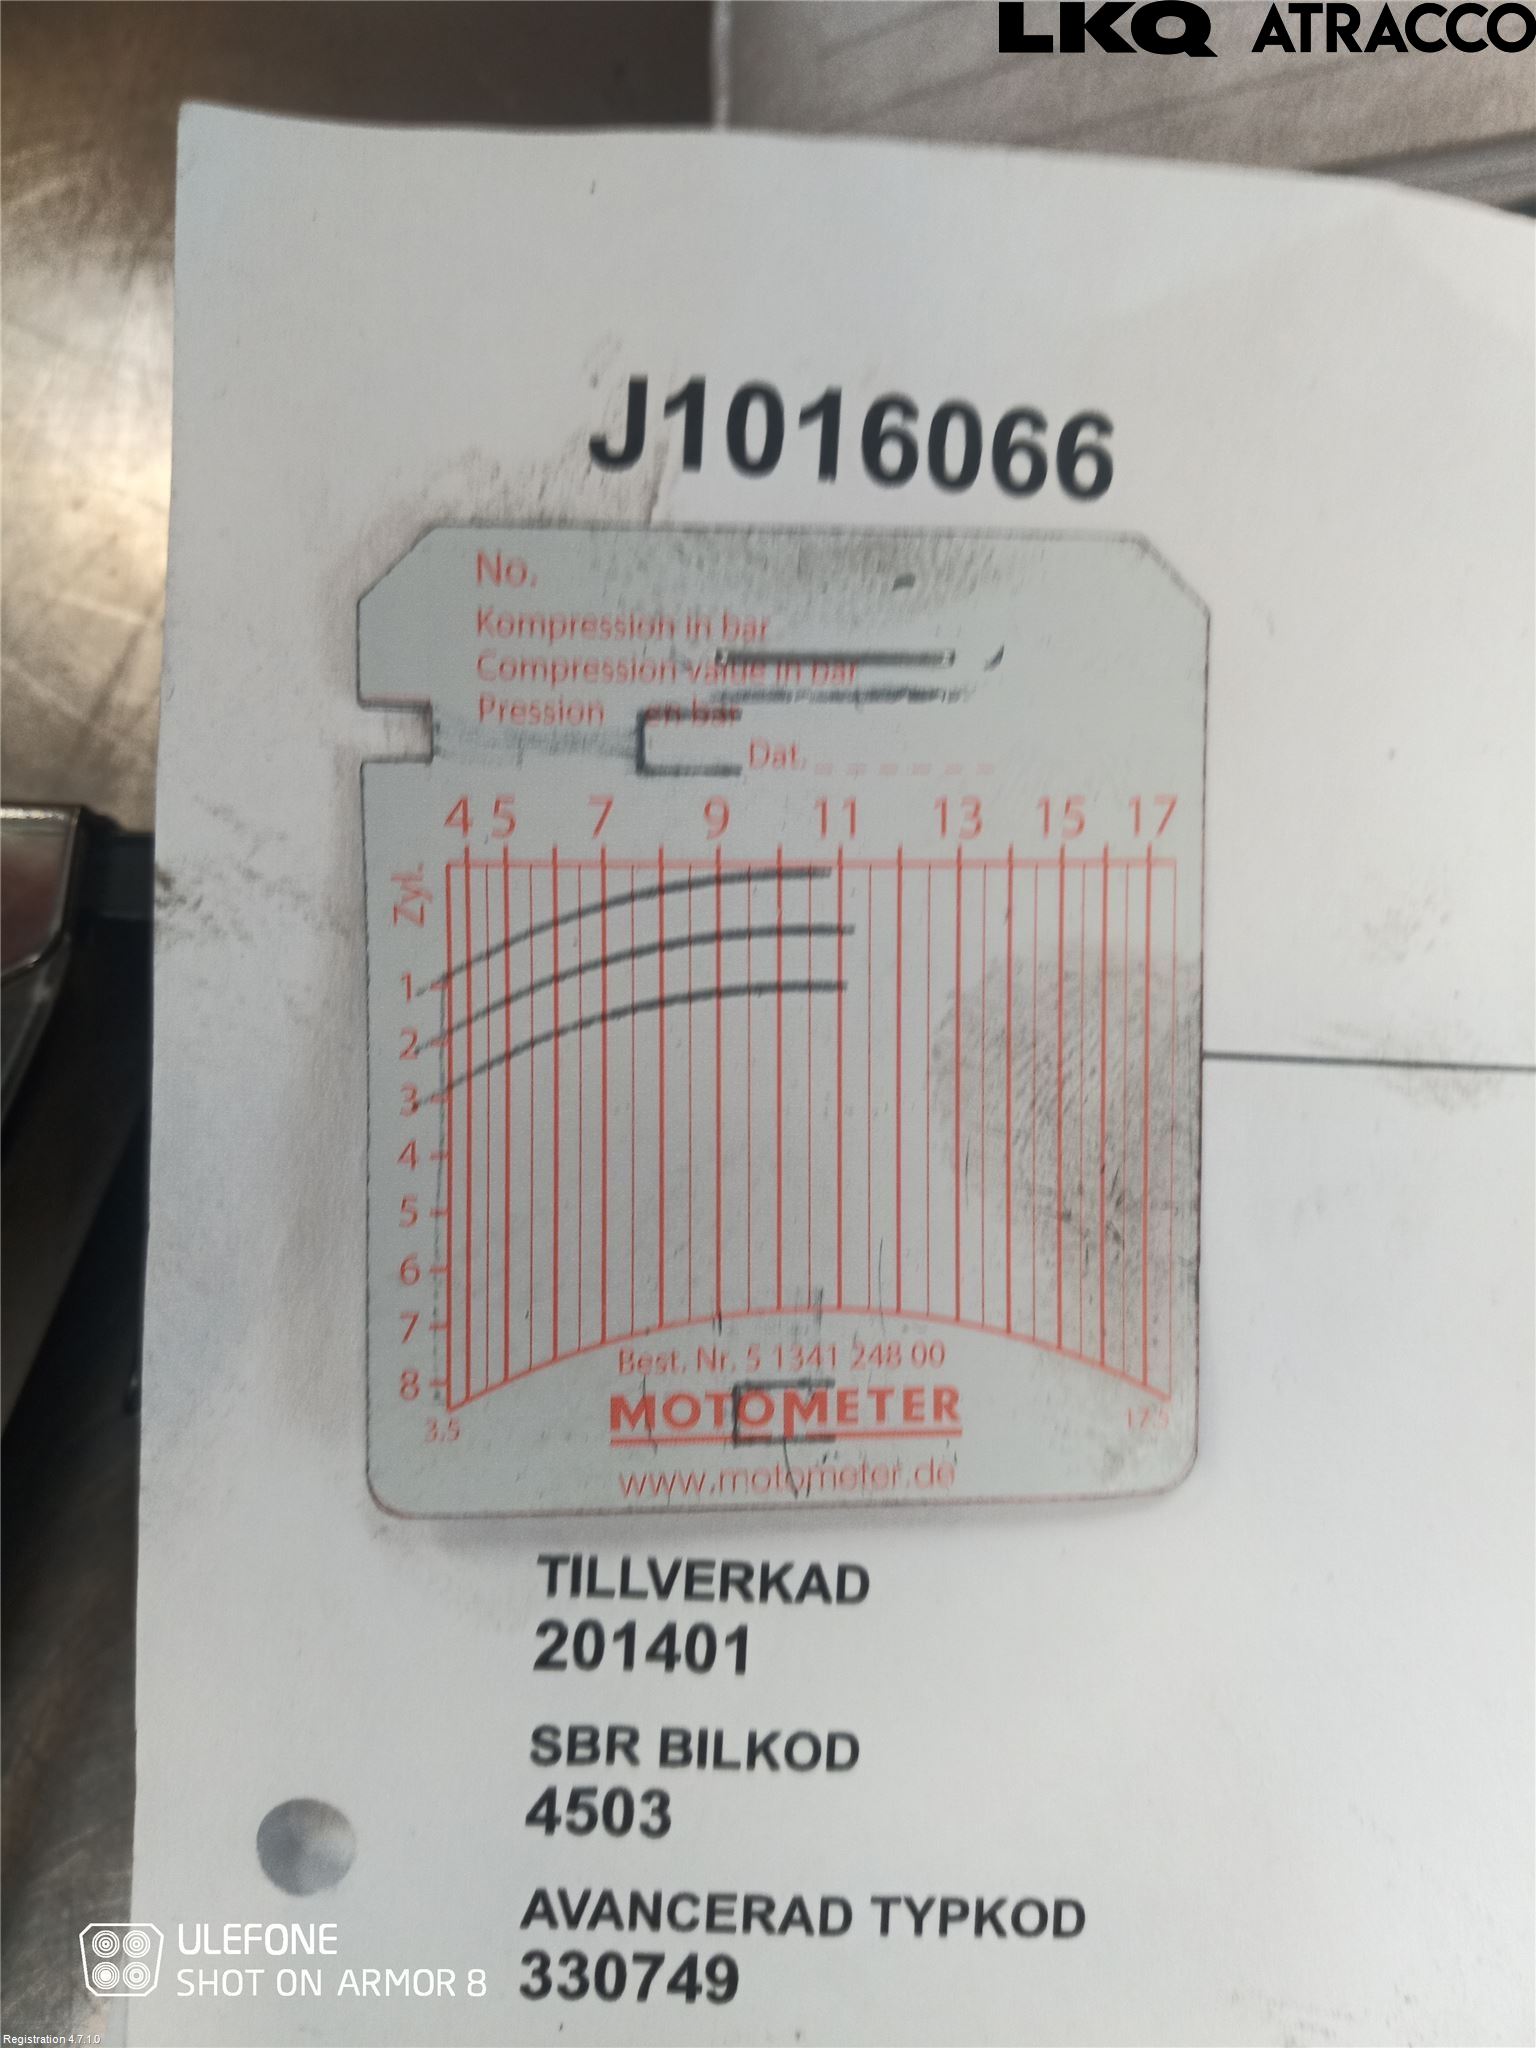 LKQ ATRACCO
J1016066
No.
Kompression in bar
Compression value in bar
Pression en bar
Dat.
4 5 7 9 11 13 15 17
Zyl.
1
2
3
4
5
6
7
8
3.5 17.5
Best. Nr. 5 1341 248 00
MOTOMETER
www.motometer.de
TILLVERKAD
201401
SBR BILKOD
4503
AVANCERAD TYPKOD
330749
ULEFONE
SHOT ON ARMOR 8
Registration 4.7.1.0